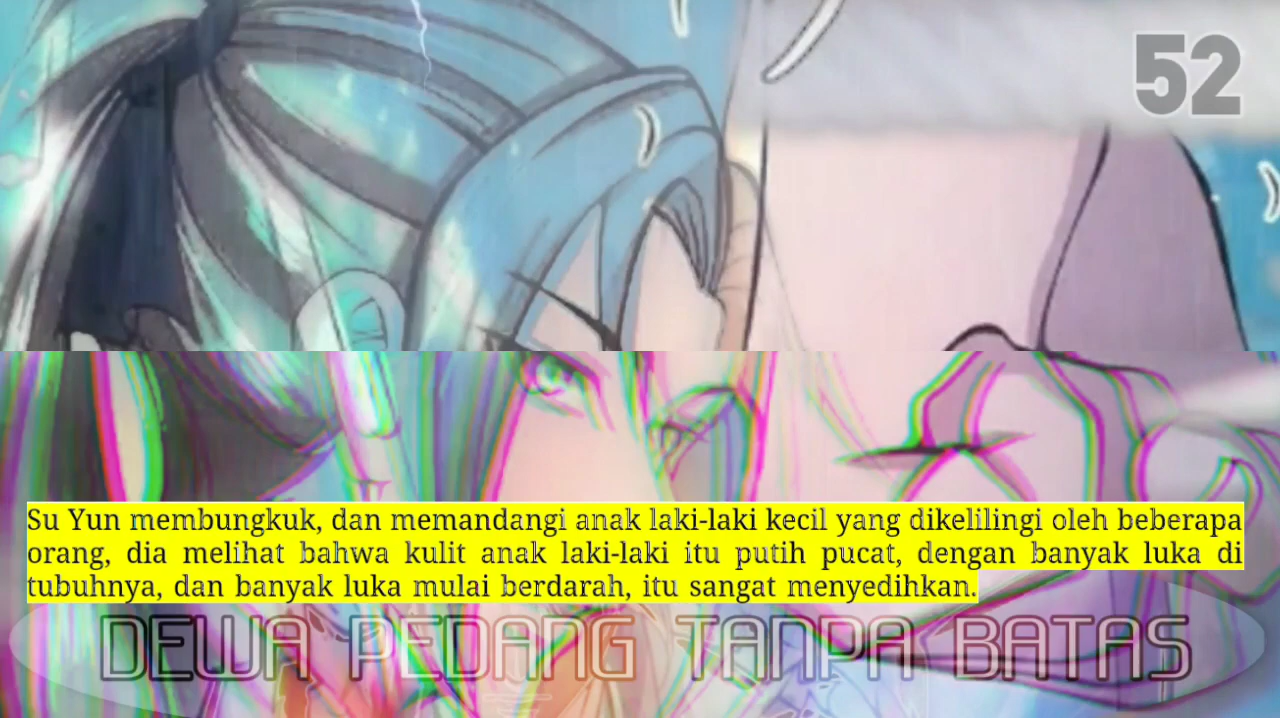 52
Su Yun membungkuk, dan memandangi anak laki-laki kecil yang dikelilingi oleh beberapa
orang, dia melihat bahwa kulit anak laki-laki itu putih pucat, dengan banyak luka di
tubuhnya, dan banyak luka mulai berdarah, itu sangat menyedihkan.
DEWA PEDANG TANPA BATAS